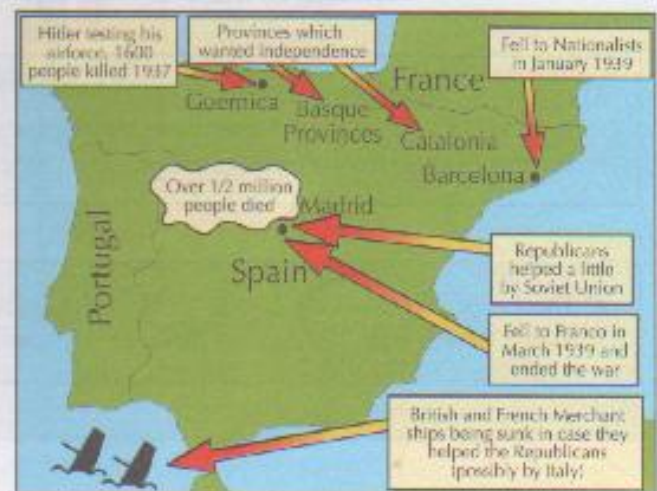 Hitler testing his
airforce, 1600
people killed 1937
Provinces which
wanted independence
Fell to Nationalists
in January 1939
France
Guernica
Basque
Provinces
Catalonia
Barcelona
Over 1/2 million
people died
Madrid
Portugal
Spain
Republicans
helped a little
by Soviet Union
Fell to Franco in
March 1939 and
ended the war
British and French Merchant
ships being sunk in case they
helped the Republicans
(possibly by Italy)